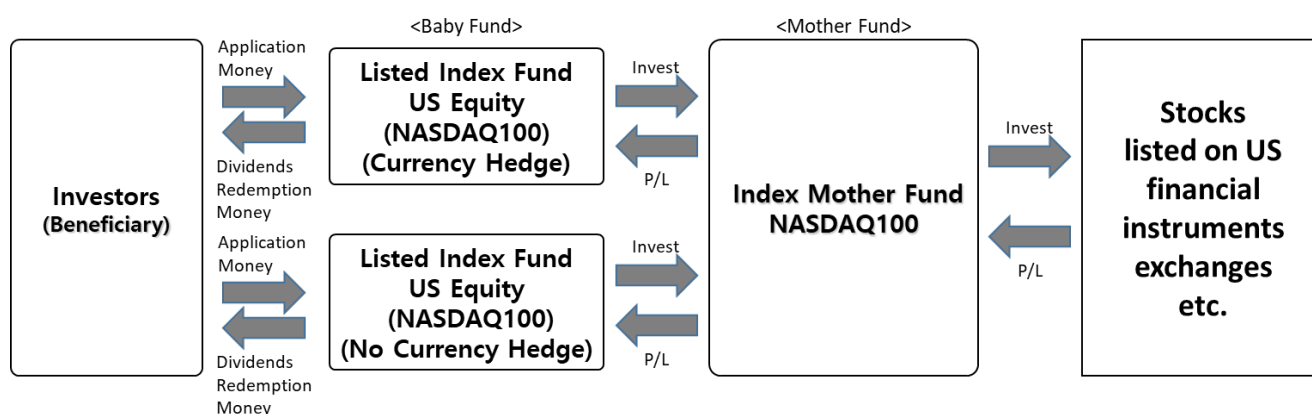 <Baby Fund>
<Mother Fund>
Investors
(Beneficiary)
Application
Money
Dividends
Redemption
Money
Listed Index Fund
US Equity
(NASDAQ100)
(Currency Hedge)
Invest
P/L
Application
Money
Dividends
Redemption
Money
Listed Index Fund
US Equity
(NASDAQ100)
(No Currency Hedge)
Invest
P/L
Index Mother Fund
NASDAQ100
Invest
P/L
Stocks
listed on US
financial
instruments
exchanges
etc.